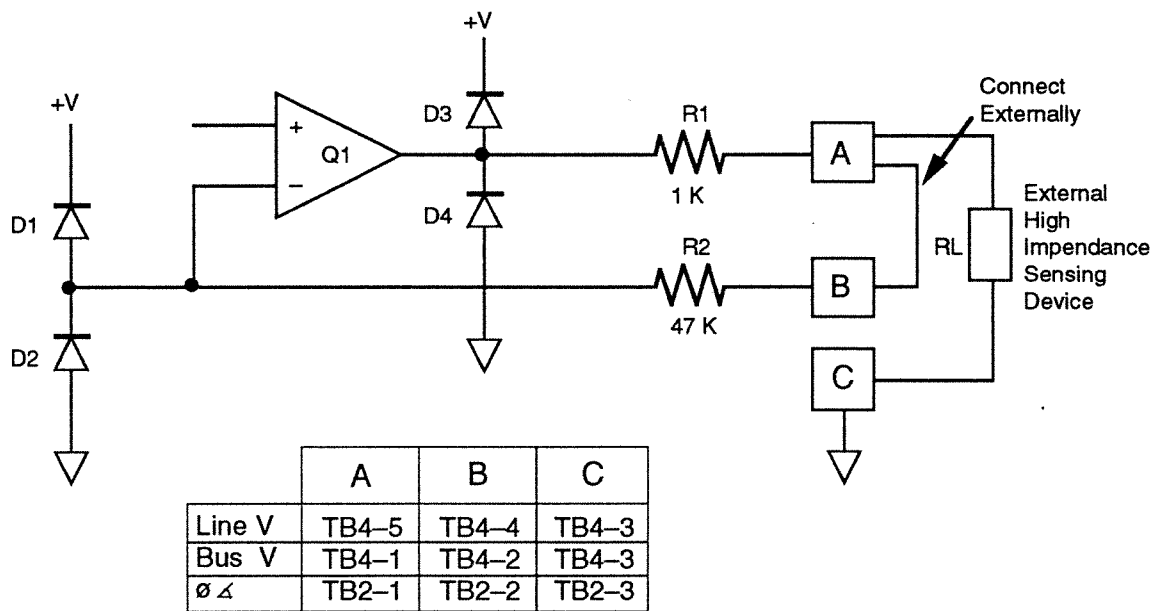 +V
+V
D3
R1
Connect
Externally
+
Q1
−
A
D1
D4
1 K
R2
External
High
RL
Impendance
Sensing
Device
B
D2
47 K
C
A B C
Line V TB4–5 TB4–4 TB4–3
Bus V TB4–1 TB4–2 TB4–3
ø ∡ TB2–1 TB2–2 TB2–3